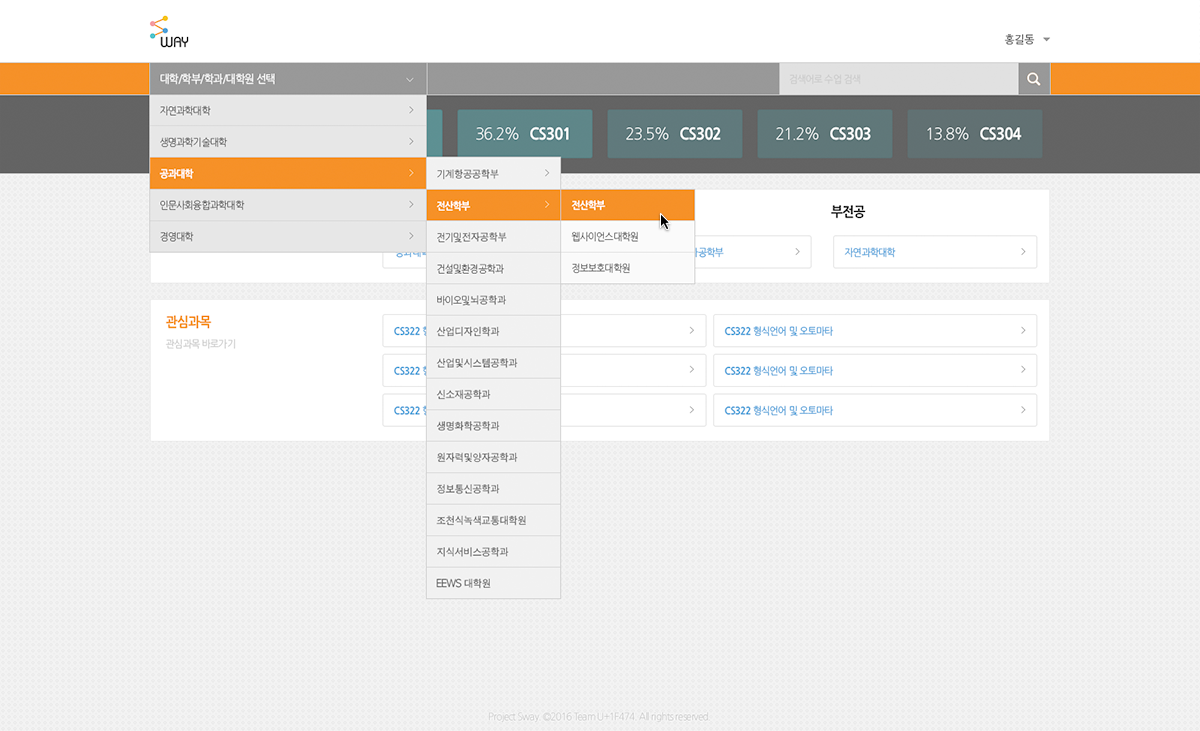 WAY
홍길동
대학/학부/학과/대학원 선택
검색어로 수업 검색
자연과학대학
생명과학기술대학
공과대학
인문사회융합과학대학
경영대학
36.2% CS301
23.5% CS302
21.2% CS303
13.8% CS304
기계항공공학부
전산학부
전기및전자공학부
건설및환경공학과
바이오및뇌공학과
산업디자인학과
산업및시스템공학과
신소재공학과
생명화학공학과
원자력및양자공학과
정보통신공학과
조천식녹색교통대학원
지식서비스공학과
EEWS 대학원
전산학부
웹사이언스대학원
정보보호대학원
부전공
공학부
자연과학대학
관심과목
관심과목 바로가기
CS322
CS322 형식언어 및 오토마타
CS322
CS322 형식언어 및 오토마타
CS322
CS322 형식언어 및 오토마타
Project 5way. ©2016 Team U+1F474. All rights reserved.